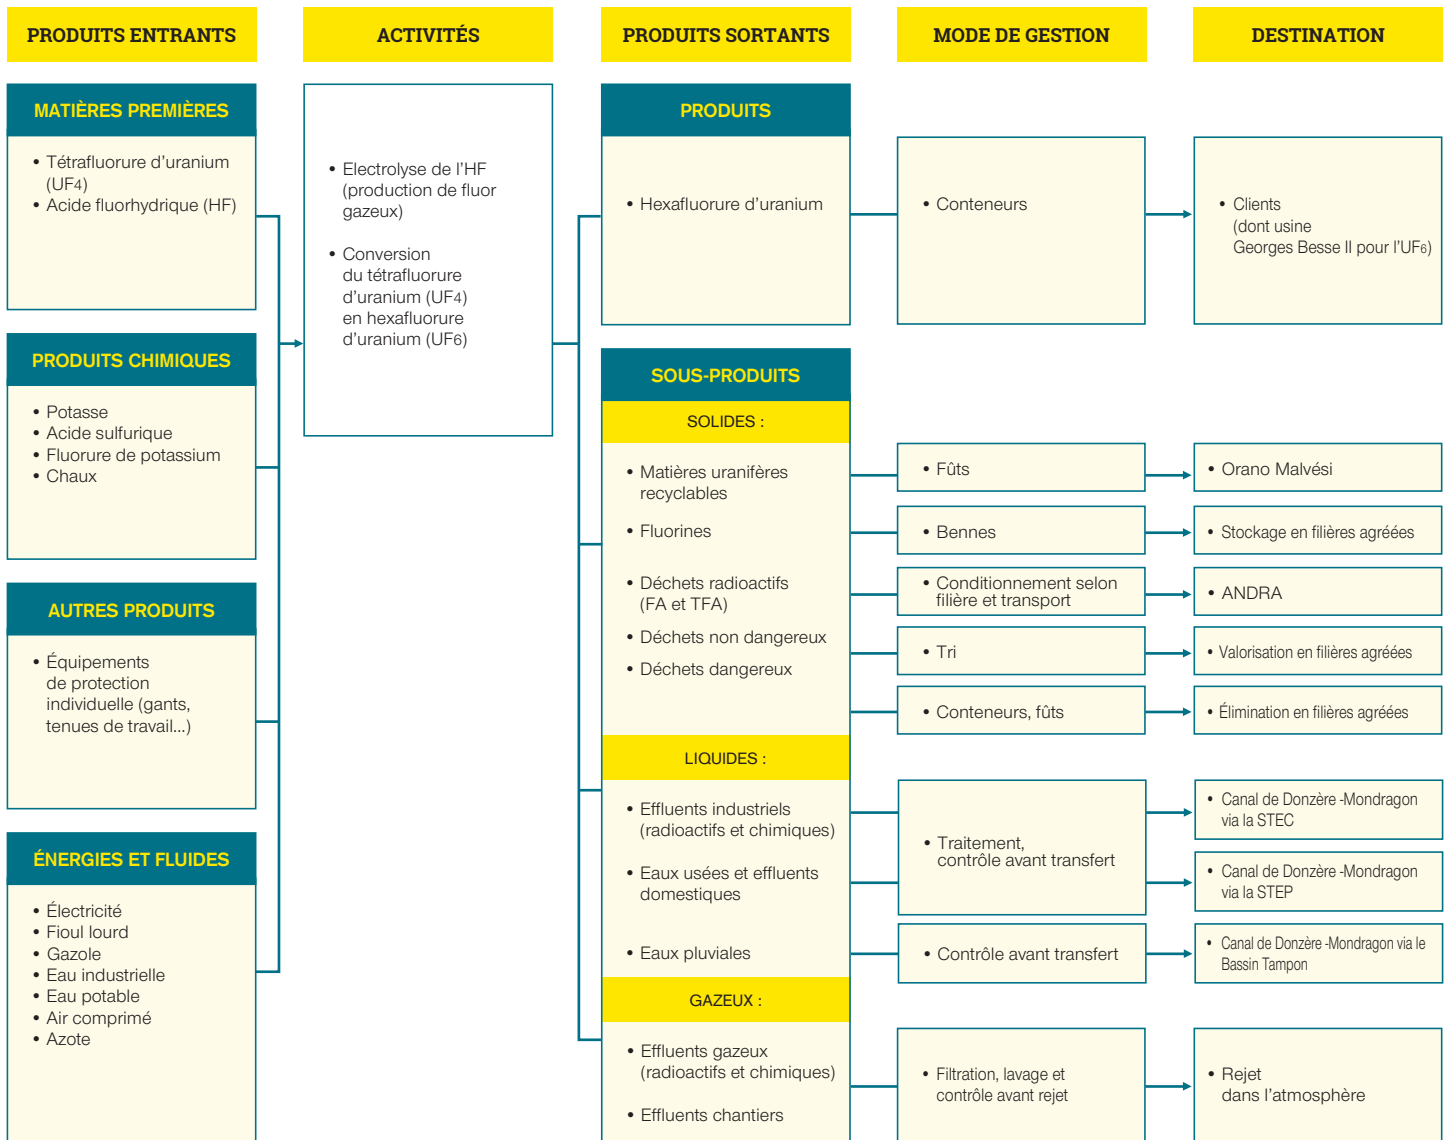 PRODUITS ENTRANTS
ACTIVITÉS
PRODUITS SORTANTS
MODE DE GESTION
DESTINATION
MATIÈRES PREMIÈRES
• Tétrafluorure d’uranium
(UF4)
• Acide fluorhydrique (HF)
PRODUITS CHIMIQUES
• Potasse
• Acide sulfurique
• Fluorure de potassium
• Chaux
AUTRES PRODUITS
• Équipements
de protection
individuelle (gants,
tenues de travail...)
ÉNERGIES ET FLUIDES
• Électricité
• Fioul lourd
• Gazole
• Eau industrielle
• Eau potable
• Air comprimé
• Azote
• Electrolyse de l’HF
(production de fluor
gazeux)
• Conversion
du tétrafluorure
d’uranium (UF4)
en hexafluorure
d’uranium (UF6)
PRODUITS
• Hexafluorure d’uranium
• Conteneurs
• Clients
(dont usine
Georges Besse II pour l’UF6)
SOUS-PRODUITS
SOLIDES :
• Matières uranifères
recyclables
• Fluorines
• Déchets radioactifs
(FA et TFA)
• Déchets non dangereux
• Déchets dangereux
• Fûts
• Orano Malvési
• Bennes
• Stockage en filières agréées
• Conditionnement selon
filière et transport
• ANDRA
• Tri
• Valorisation en filières agréées
• Conteneurs, fûts
• Élimination en filières agréées
LIQUIDES :
• Effluents industriels
(radioactifs et chimiques)
• Eaux usées et effluents
domestiques
• Eaux pluviales
• Traitement,
contrôle avant transfert
• Canal de Donzère -Mondragon
via la STEC
• Canal de Donzère -Mondragon
via la STEP
• Contrôle avant transfert
• Canal de Donzère -Mondragon via le
Bassin Tampon
GAZEUX :
• Effluents gazeux
(radioactifs et chimiques)
• Effluents chantiers
• Filtration, lavage et
contrôle avant rejet
• Rejet
dans l’atmosphère